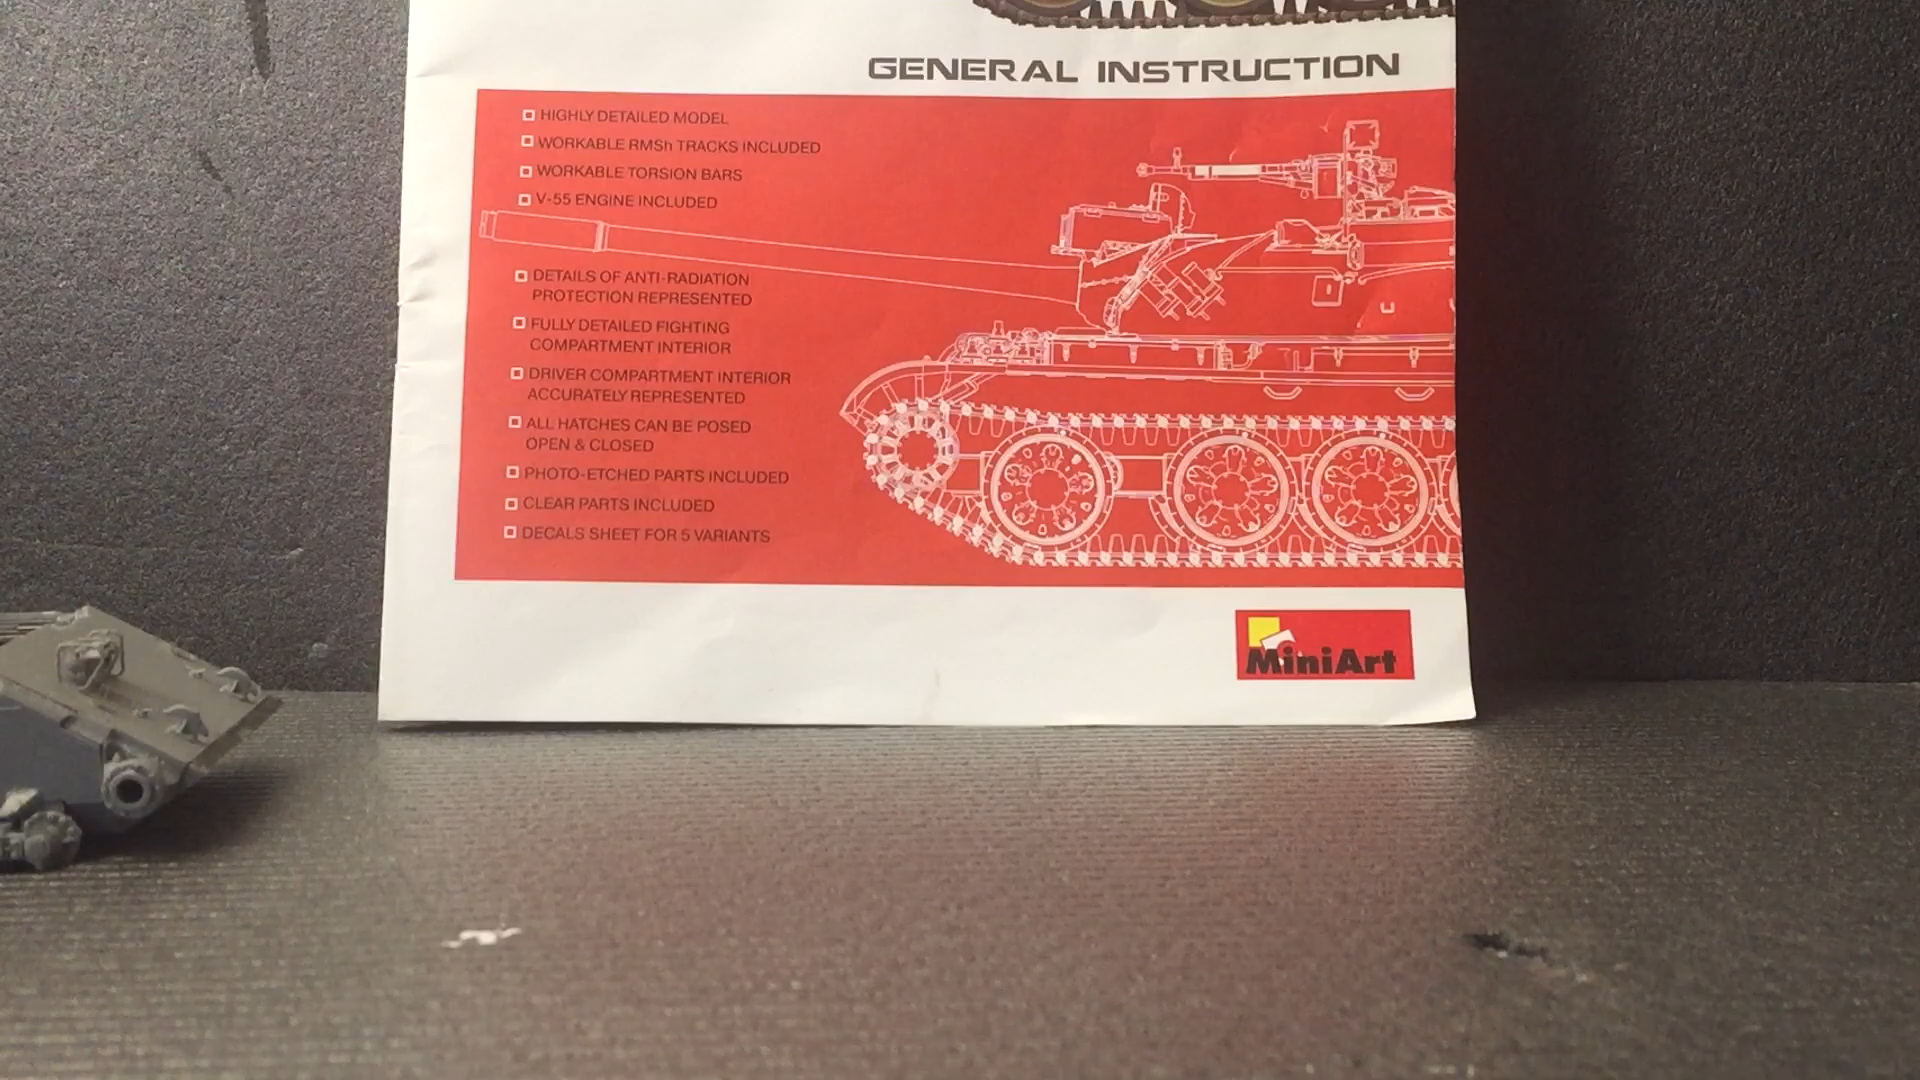 GENERAL INSTRUCTION
HIGHLY DETAILED MODEL
WORKABLE RMSh TRACKS INCLUDED
WORKABLE TORSION BARS
V-55 ENGINE INCLUDED
DETAILS OF ANTI-RADIATION
PROTECTION REPRESENTED
FULLY DETAILED FIGHTING
COMPARTMENT INTERIOR
DRIVER COMPARTMENT INTERIOR
ACCURATELY REPRESENTED
ALL HATCHES CAN BE POSED
OPEN & CLOSED
PHOTO-ETCHED PARTS INCLUDED
CLEAR PARTS INCLUDED
DECALS SHEET FOR 5 VARIANTS
MiniArt